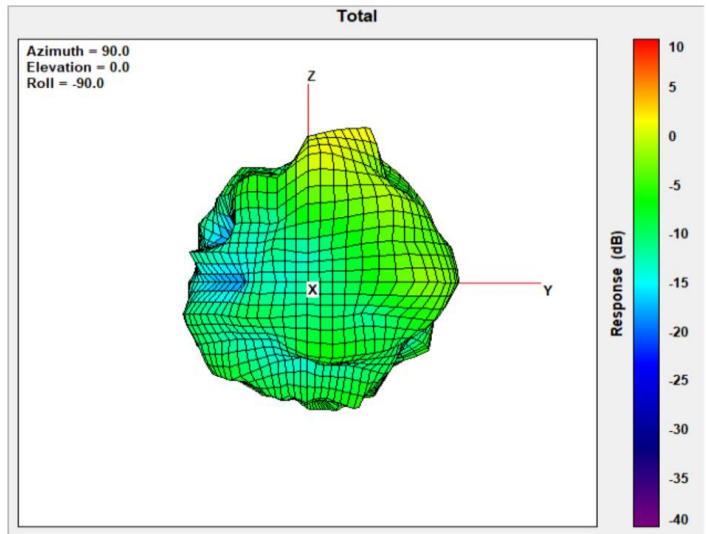 Total
Azimuth = 90.0
Elevation = 0.0
Roll = -90.0
Z
X
Y
Response (dB)
10
5
0
-5
-10
-15
-20
-25
-30
-35
-40